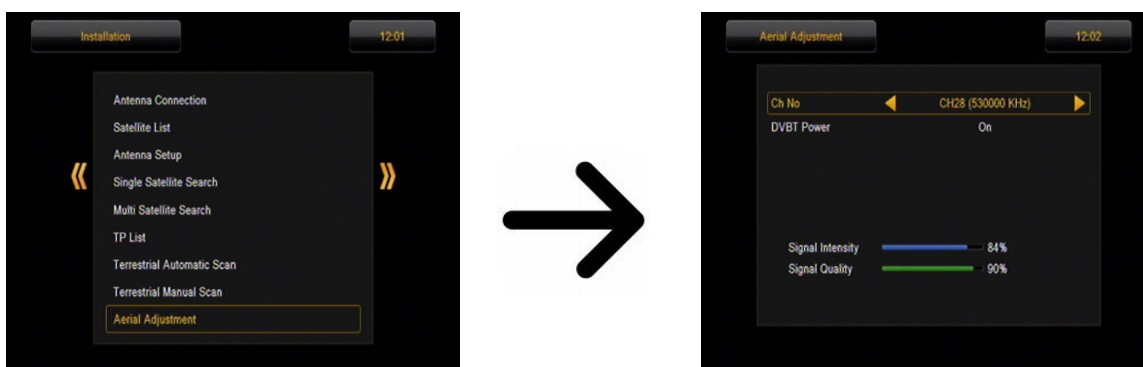 Installation
12:01
Antenna Connection
Satellite List
Antenna Setup
Single Satellite Search
Multi Satellite Search
TP List
Terrestrial Automatic Scan
Terrestrial Manual Scan
Aerial Adjustment
Aerial Adjustment
12:02
Ch No CH28 (530000 KHz)
DVBT Power On
Signal Intensity 84%
Signal Quality 90%